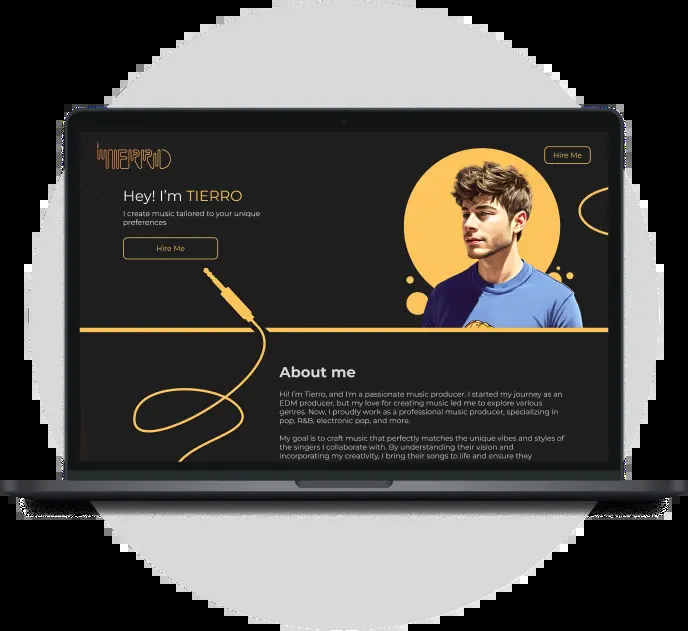 TIERRO
Hire Me
Hey! I'm TIERRO
I create music tailored to your unique
preferences
Hire Me
About me
Hi! I'm Tierro, and I'm a passionate music producer. I started my journey as an
EDM producer, but my love for creating music led me to explore various
genres. Now, I proudly work as a professional music producer, specializing in
pop, R&B, electronic pop, and more.
My goal is to craft music that perfectly matches the unique vibes and styles of
the singers I collaborate with. By understanding their vision and
incorporating my creativity, I bring their songs to life and ensure they